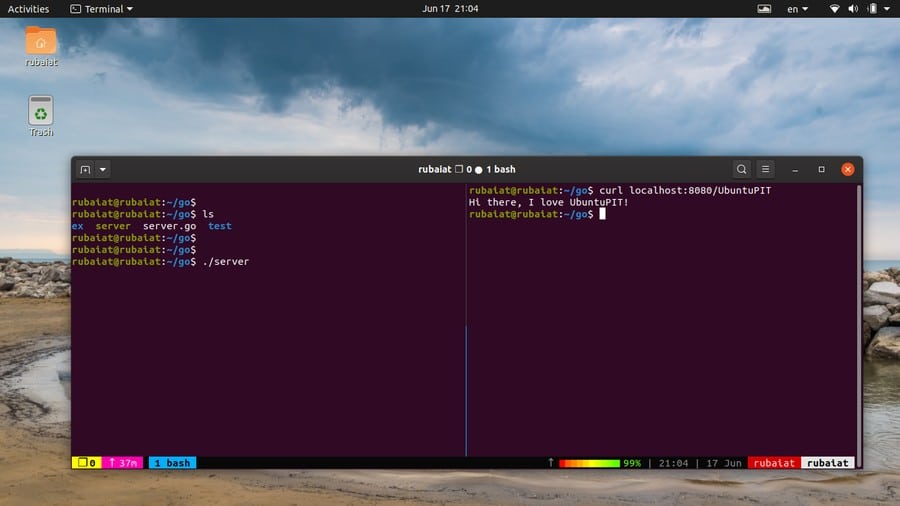 Activities
Terminal
Jun 17 21:04
en
rubaiat
Trash
rubaiat ❐ 0 ● 1 bash
rubaiat@rubaiat:~/go$
rubaiat@rubaiat:~/go$ ls
ex server server.go test
rubaiat@rubaiat:~/go$
rubaiat@rubaiat:~/go$
rubaiat@rubaiat:~/go$ ./server
rubaiat@rubaiat:~/go$ curl localhost:8080/UbuntuPIT
Hi there, I love UbuntuPIT!
rubaiat@rubaiat:~/go$
❐ 0 ↑ 37m 1 bash
↑ 99% | 21:04 | 17 Jun rubaiat rubaiat